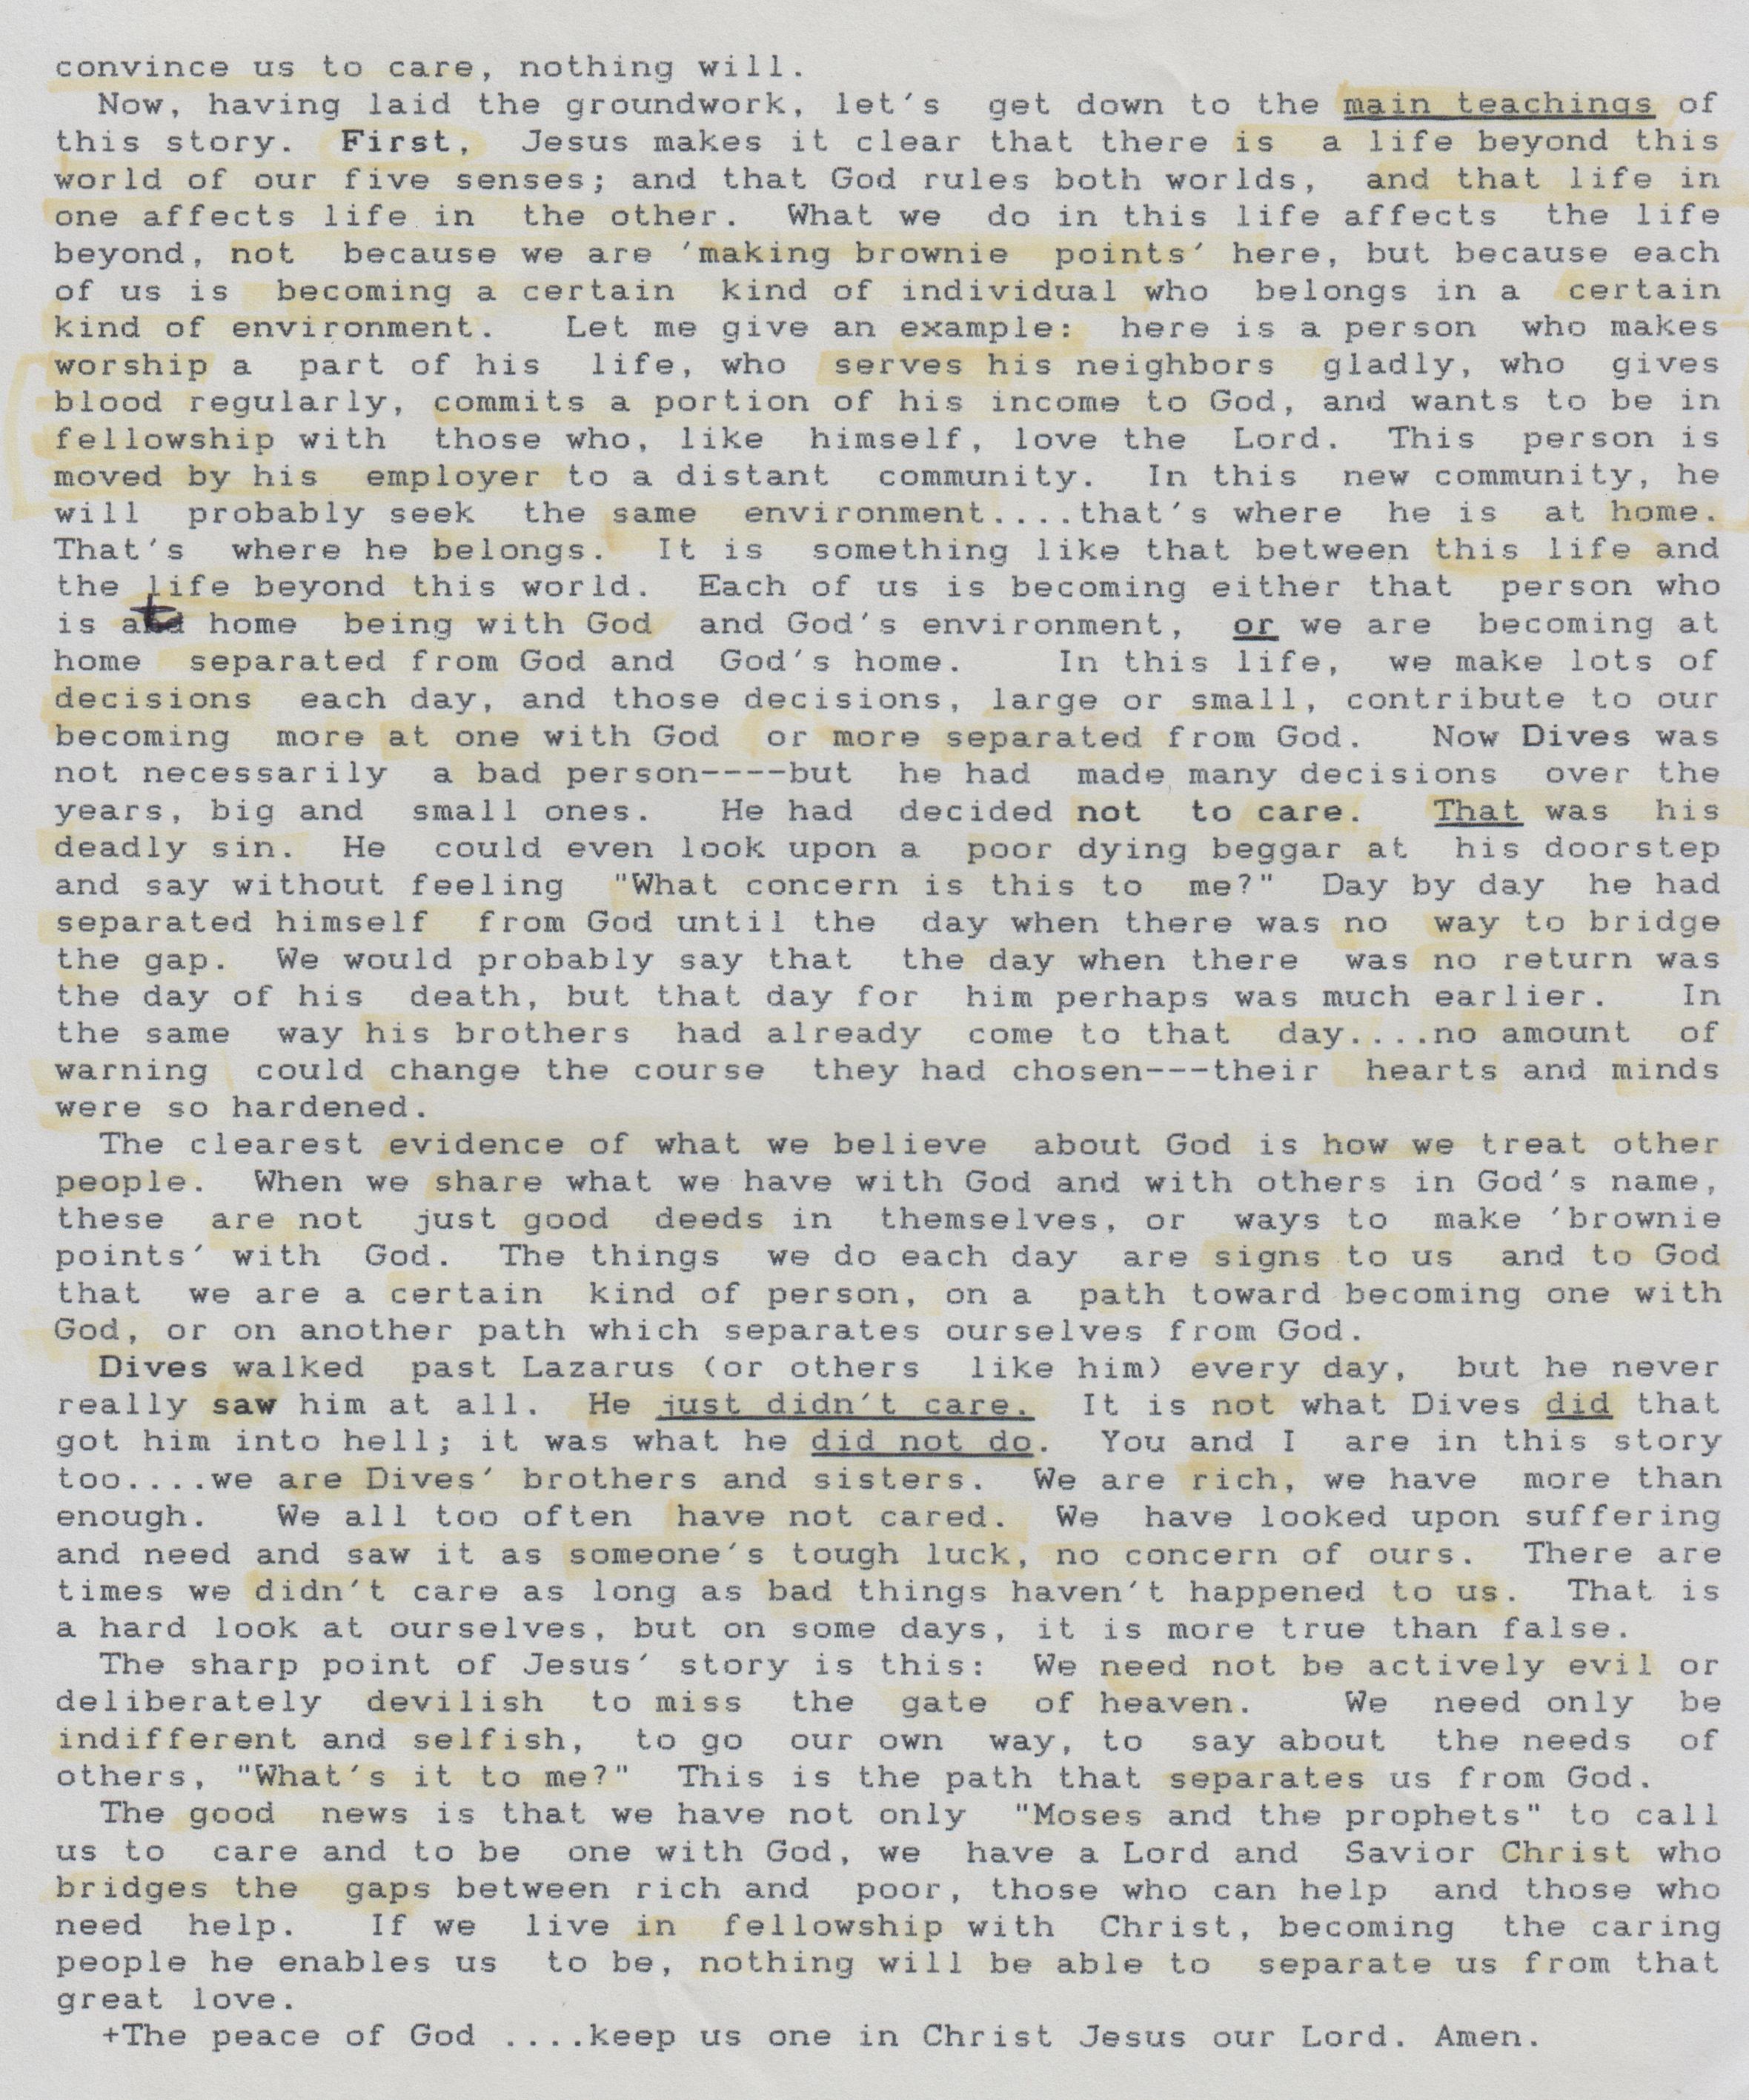 convince us to care, nothing will.
Now, having laid the groundwork, let's get down to the main teachings of
this story. First, Jesus makes it clear that there is a life beyond this
world of our five senses; and that God rules both worlds, and that life in
one affects life in the other. What we do in this life affects the life
beyond, not because we are 'making brownie points' here, but because each
of us is becoming a certain kind of individual who belongs in a certain
kind of environment. Let me give an example: here is a person who makes
worship a part of his life, who serves his neighbors gladly, who gives
blood regularly, commits a portion of his income to God, and wants to be in
fellowship with those who, like himself, love the Lord. This person is
moved by his employer to a distant community. In this new community, he
will probably seek the same environment....that's where he is at home.
That's where he belongs. It is something like that between this life and
the life beyond this world. Each of us is becoming either that person who
is at home being with God and God's environment, or we are becoming at
home separated from God and God's home. In this life, we make lots of
decisions each day, and those decisions, large or small, contribute to our
becoming more at one with God or more separated from God. Now Dives was
not necessarily a bad person----but he had made many decisions over the
years, big and small ones. He had decided not to care. That was his
deadly sin. He could even look upon a poor dying beggar at his doorstep
and say without feeling "What concern is this to me?" Day by day he had
separated himself from God until the day when there was no way to bridge
the gap. We would probably say that the day when there was no return was
the day of his death, but that day for him perhaps was much earlier. In
the same way his brothers had already come to that day....no amount of
warning could change the course they had chosen---their hearts and minds
were so hardened.
The clearest evidence of what we believe about God is how we treat other
people. When we share what we have with God and with others in God's name,
these are not just good deeds in themselves, or ways to make 'brownie
points' with God. The things we do each day are signs to us and to God
that we are a certain kind of person, on a path toward becoming one with
God, or on another path which separates ourselves from God.
Dives walked past Lazarus (or others like him) every day, but he never
really saw him at all. He just didn't care. It is not what Dives did that
got him into hell; it was what he did not do. You and I are in this story
too....we are Dives' brothers and sisters. We are rich, we have more than
enough. We all too often have not cared. We have looked upon suffering
and need and saw it as someone's tough luck, no concern of ours. There are
times we didn't care as long as bad things haven't happened to us. That is
a hard look at ourselves, but on some days, it is more true than false.
The sharp point of Jesus' story is this: We need not be actively evil or
deliberately devilish to miss the gate of heaven. We need only be
indifferent and selfish, to go our own way, to say about the needs of
others, "What's it to me?" This is the path that separates us from God.
The good news is that we have not only "Moses and the prophets" to call
us to care and to be one with God, we have a Lord and Savior Christ who
bridges the gaps between rich and poor, those who can help and those who
need help. If we live in fellowship with Christ, becoming the caring
people he enables us to be, nothing will be able to separate us from that
great love.
+The peace of God ....keep us one in Christ Jesus our Lord. Amen.